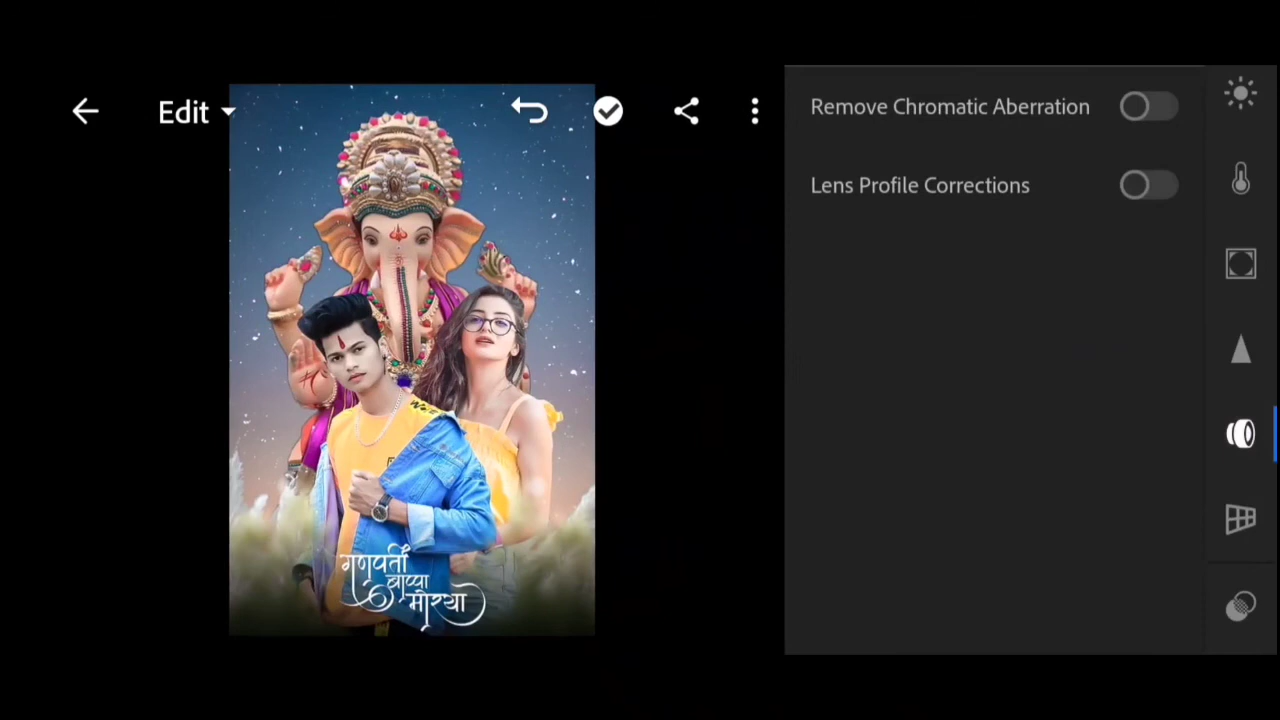 Edit
Remove Chromatic Aberration
Lens Profile Corrections
गणपती
बाप्पा
मोरया